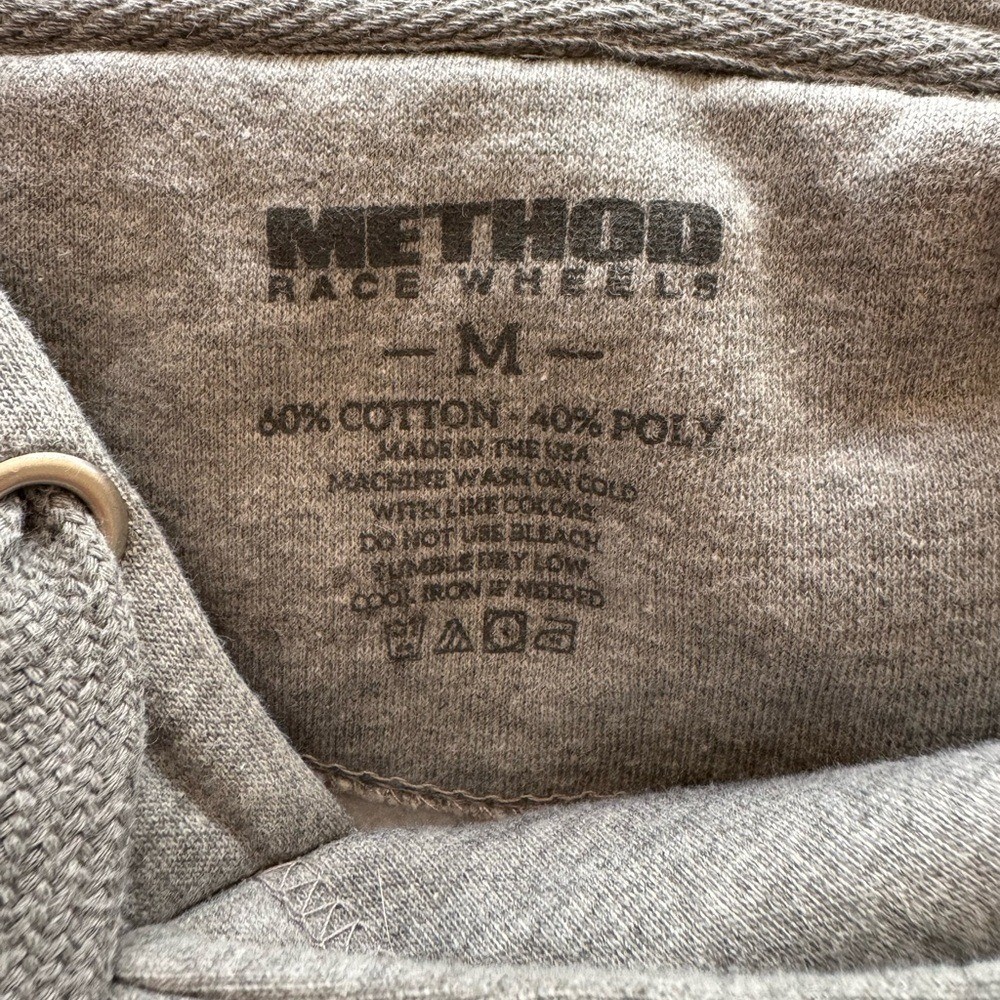 METHOD
RACE WHEELS
— M —
60% COTTON - 40% POLY
MADE IN THE USA
MACHINE WASH ON COLD
WITH LIKE COLORS
DO NOT USE BLEACH
TUMBLE DRY LOW
COOL IRON IF NEEDED